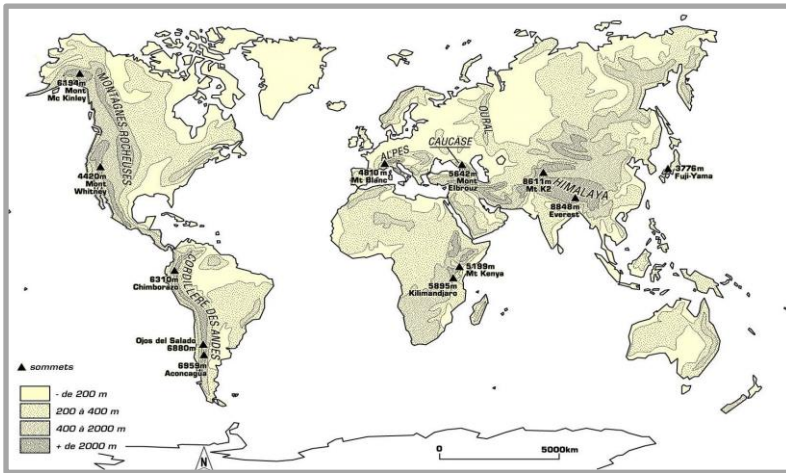 6194m
Mont
Mc Kinley
MONTAGNES ROCHEUSES
4420m
Mont
Whitney
6310m
Chimborazo
CORDILLÈRE DES ANDES
Ojos del Salado
6880m
6959m
Aconcagua
ALPES
4810m
Mt Blanc
CAUCASE
5642m
Mont
Elbrouz
OURAL
8611m
Mt K2
HIMALAYA
8848m
Everest
3776m
Fuji-Yama
5199m
Mt Kenya
5895m
Kilimandjaro
sommets
- de 200 m
200 à 400 m
400 à 2000 m
+ de 2000 m
N
0 5000km